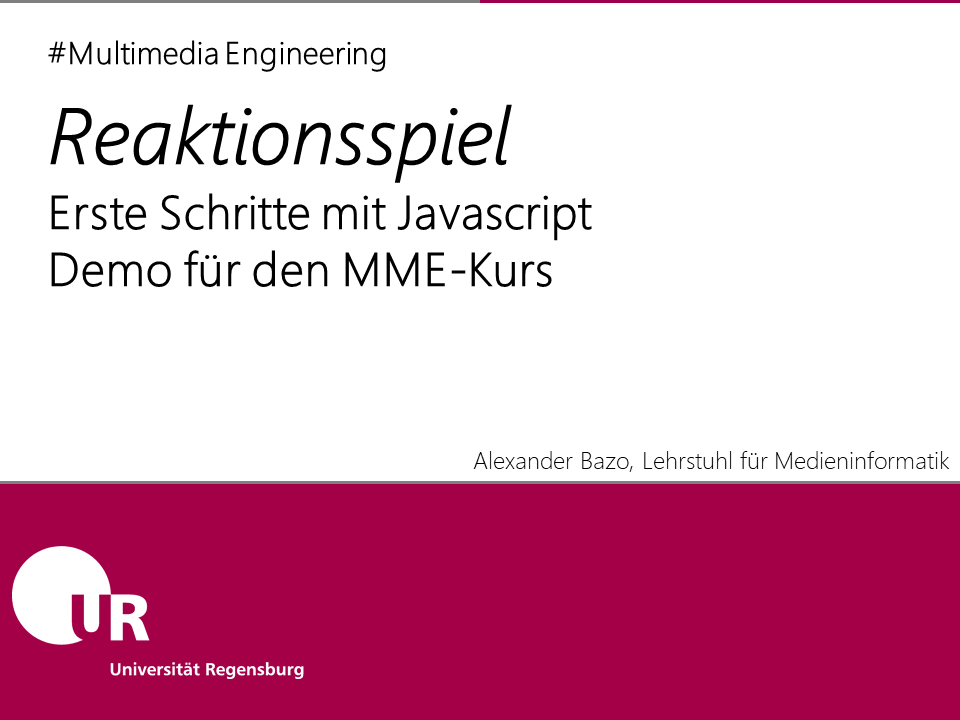 #Multimedia Engineering
Reaktionsspiel
Erste Schritte mit Javascript
Demo für den MME-Kurs
Alexander Bazo, Lehrstuhl für Medieninformatik
UR
Universität Regensburg